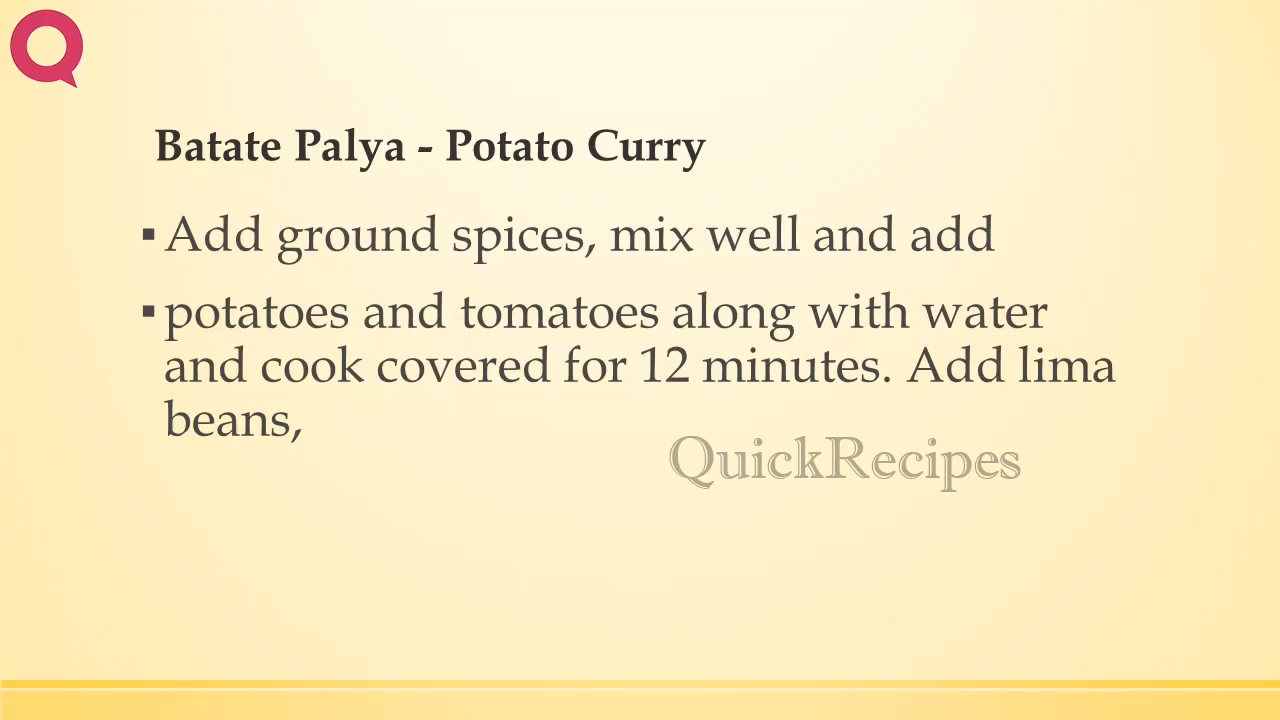 Batate Palya - Potato Curry
▪Add ground spices, mix well and add
▪potatoes and tomatoes along with water
and cook covered for 12 minutes. Add lima
beans,
QuickRecipes